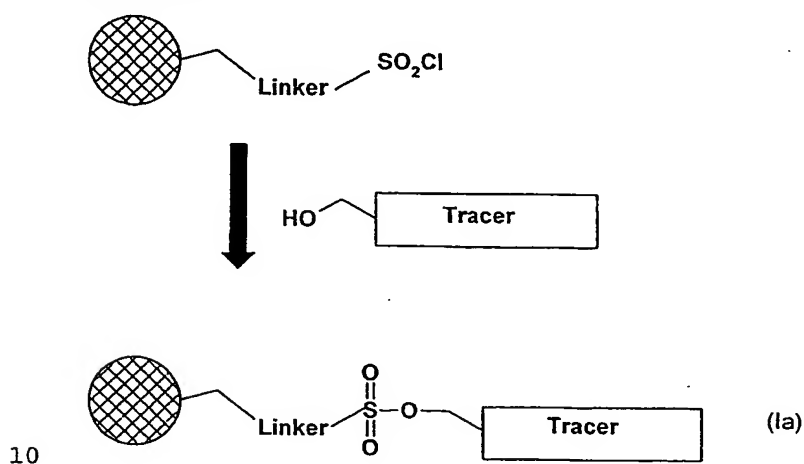 SO₂Cl
Linker
HO
Tracer
O
Linker
S
O
Tracer
(Ia)
O
10